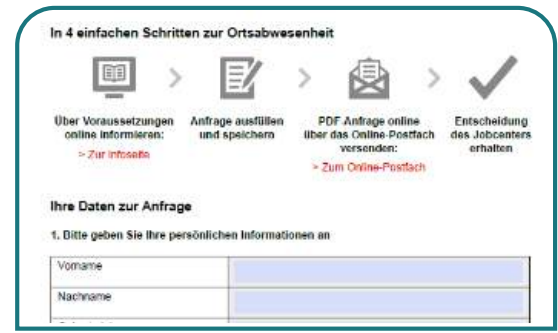 In 4 einfachen Schritten zur Ortsabwesenheit
Über Voraussetzungen
online informieren:
> Zur Infoseite
Anfrage ausfüllen
und speichern
PDF-Anfrage online
über das Online-Postfach
versenden:
> Zum Online-Postfach
Entscheidung
des Jobcenters
erhalten
Ihre Daten zur Anfrage
1. Bitte geben Sie Ihre persönlichen Informationen an
Vorname
Nachname